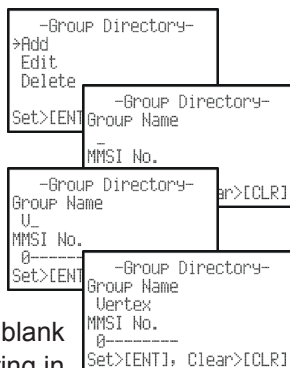 -Group Directory-
→Add
Edit
Delete
Set>[ENT
-Group Directory-
Group Name
_
MMSI No.
ar>[CLR]
-Group Directory-
Group Name
V_
MMSI No.
0--------
Set>[ENT
-Group Directory-
Group Name
Vertex
MMSI No.
0--------
Set>[ENT], Clear>[CLR]
blank
ing in